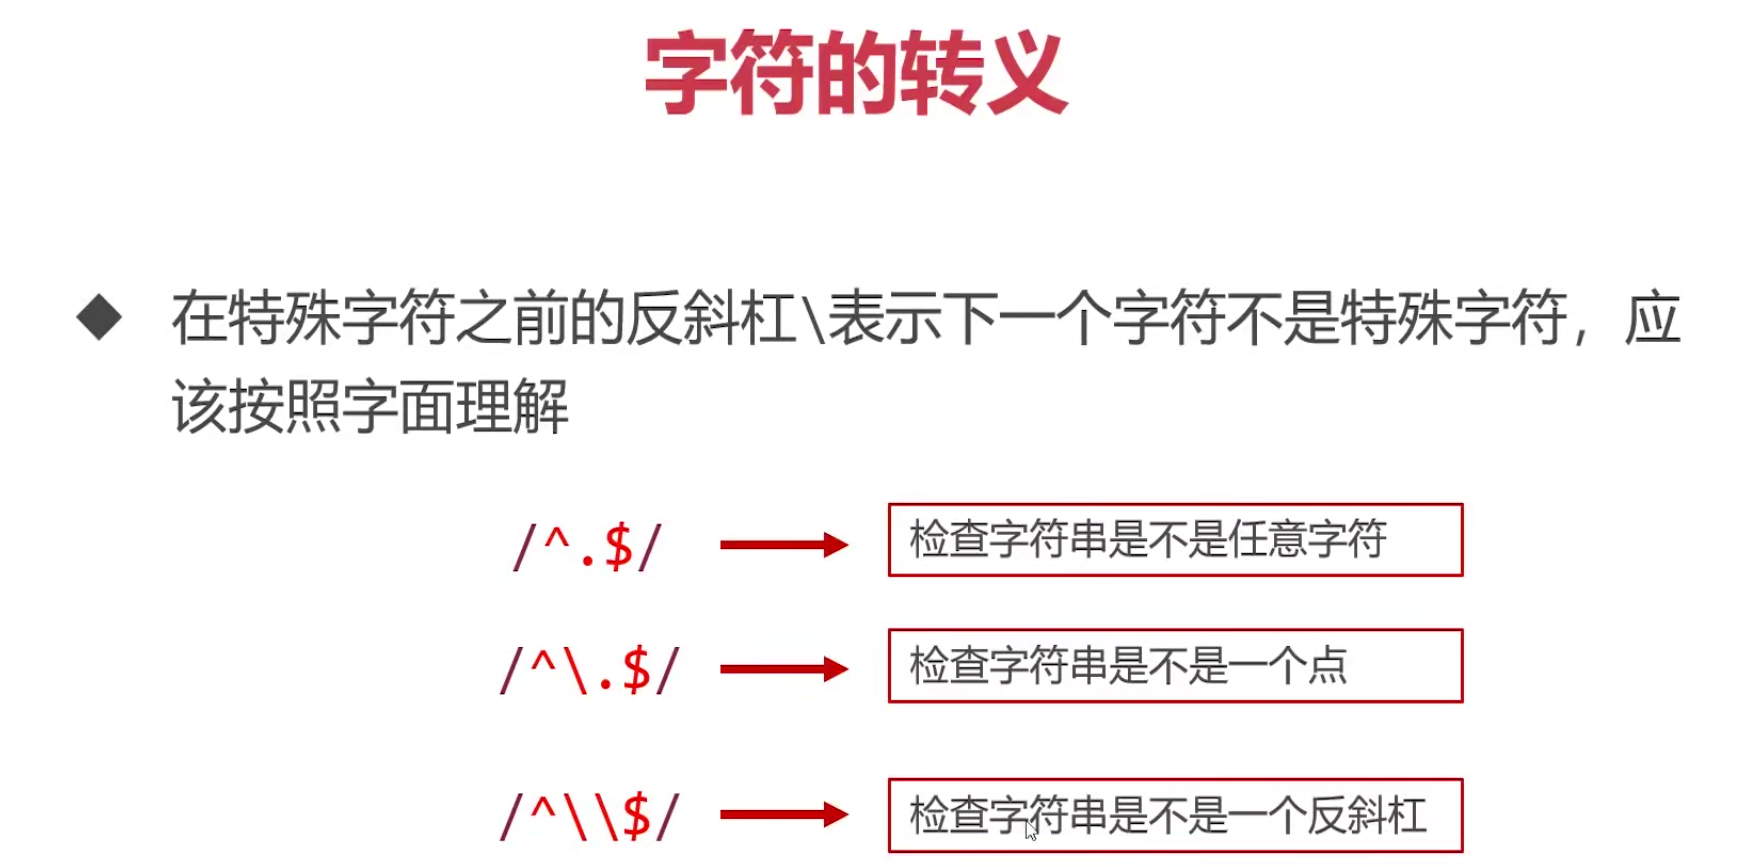 字符的转义
在特殊字符之前的反斜杠\表示下一个字符不是特殊字符，应
该按照字面理解
/^.$/ 检查字符串是不是任意字符
/^\.$/ 检查字符串是不是一个点
/^\\$/ 检查字符串是不是一个反斜杠